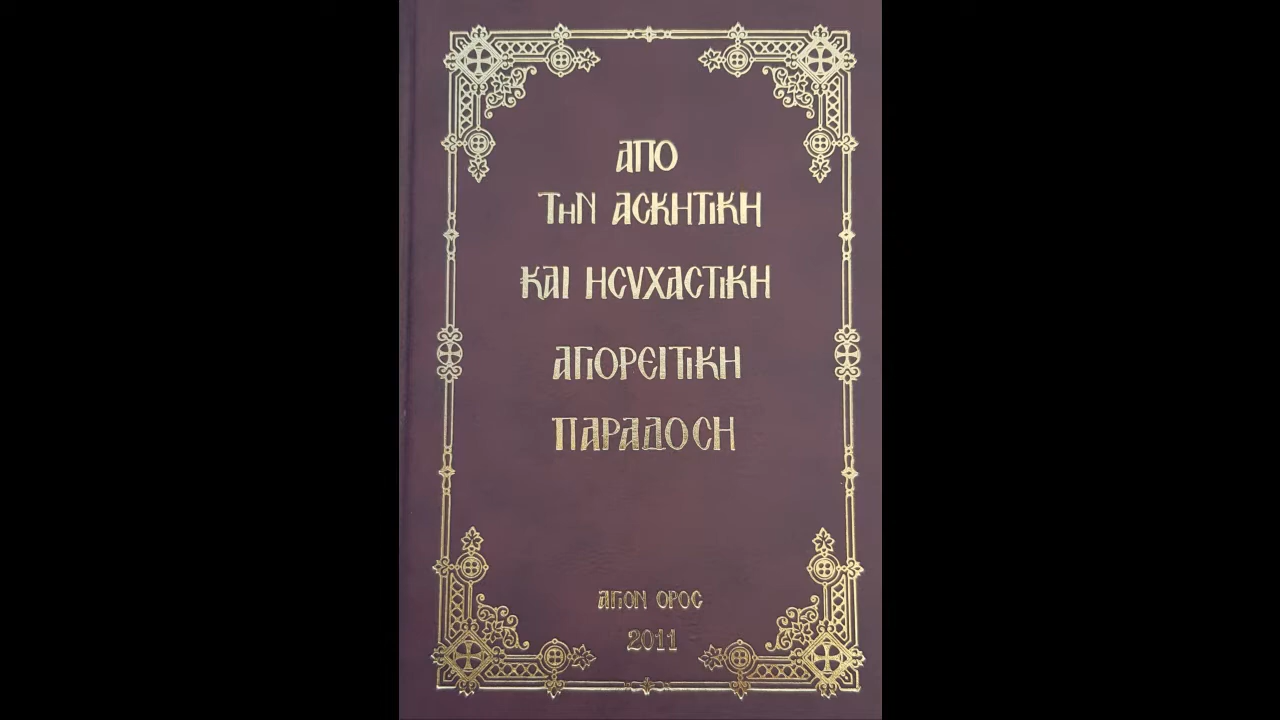 ΑΠΟ
ΤΗΝ ΑΣΚΗΤΙΚΗ
ΚΑΙ ΗΣΥΧΑΣΤΙΚΗ
ΑΓΙΟΡΕΙΤΙΚΗ
ΠΑΡΑΔΟΣΗ
ΑΓΙΟΝ ΟΡΟΣ
2011